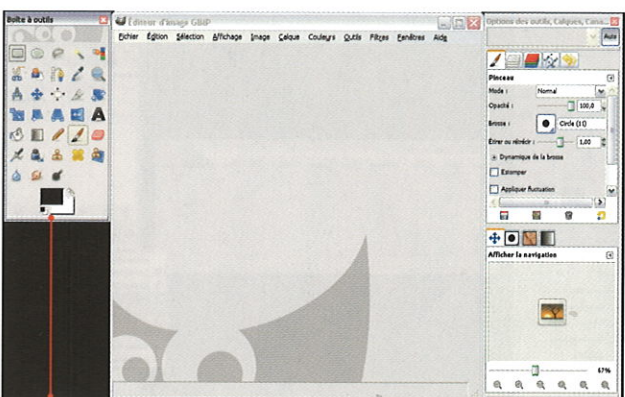 Boîte à outils
Éditeur d'image GIMP
Fichier Édition Sélection Affichage Image Calque Couleurs Outils Filtres Fenêtres Aide
Options des outils, Calques, Cana...
Auto
Pinceau
Mode : Normal
Opacité : 100,0
Brosse : Circle (11)
Étirer ou rétrécir : 1,00
Dynamique de la brosse
Estomper
Appliquer fluctuation
Afficher la navigation
67%